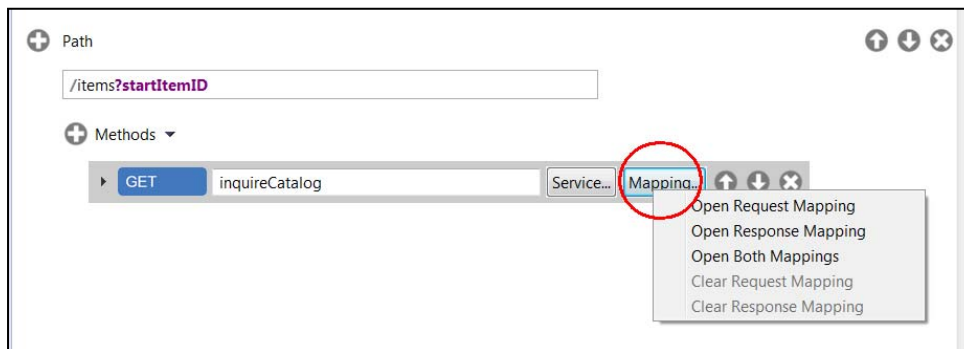 Path
/items?startItemID
Methods
GET inquireCatalog Service... Mapping...
Open Request Mapping
Open Response Mapping
Open Both Mappings
Clear Request Mapping
Clear Response Mapping